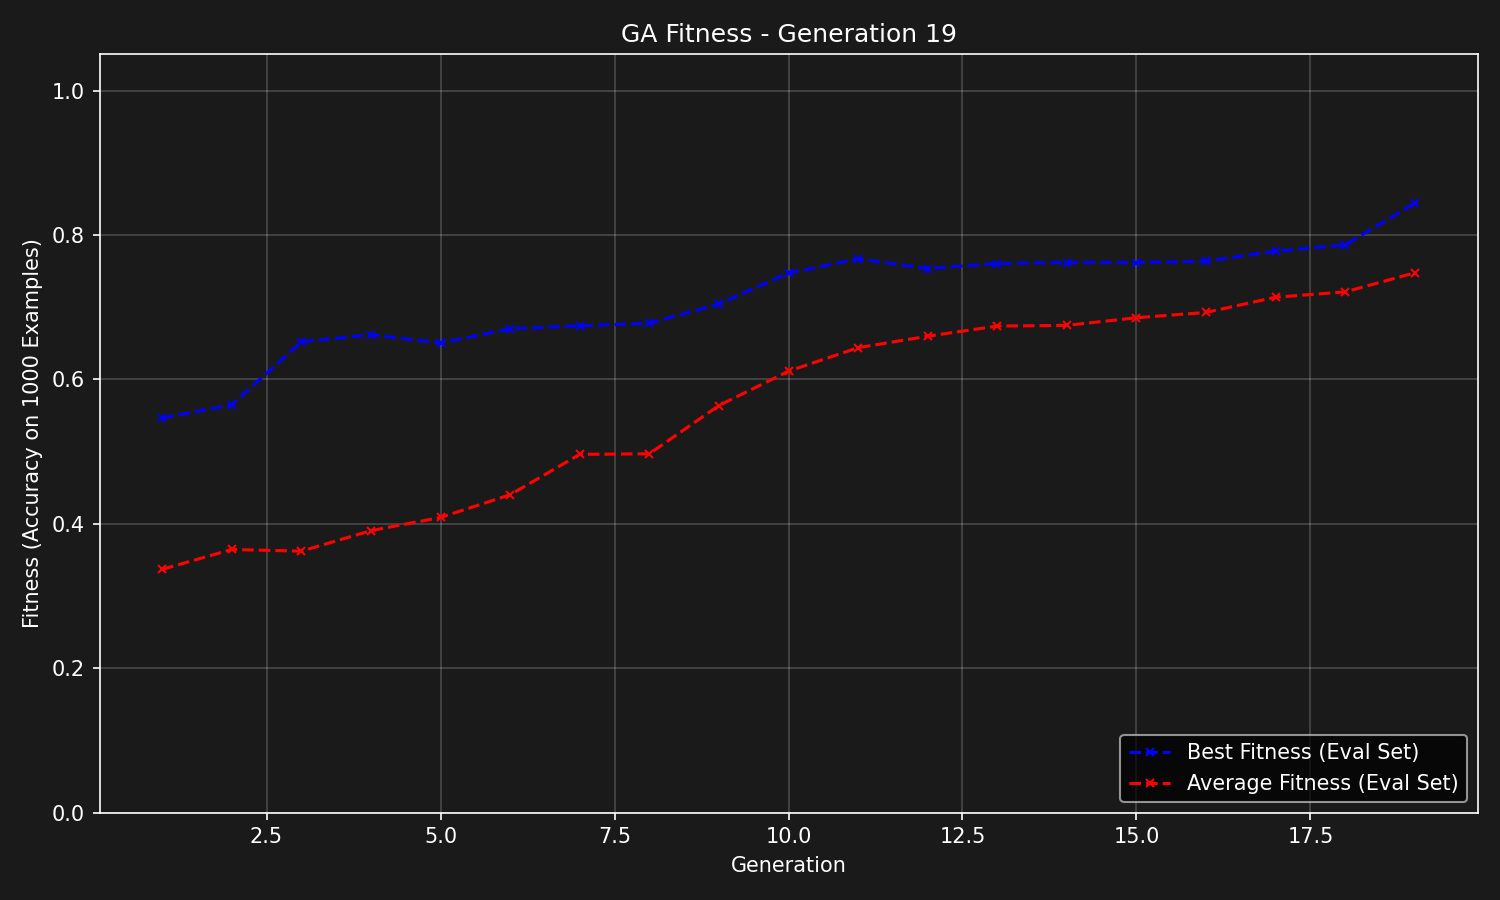 GA Fitness - Generation 19
Fitness (Accuracy on 1000 Examples)
1.0
0.8
0.6
0.4
0.2
0.0
2.5 5.0 7.5 10.0 12.5 15.0 17.5
Generation
Best Fitness (Eval Set)
Average Fitness (Eval Set)